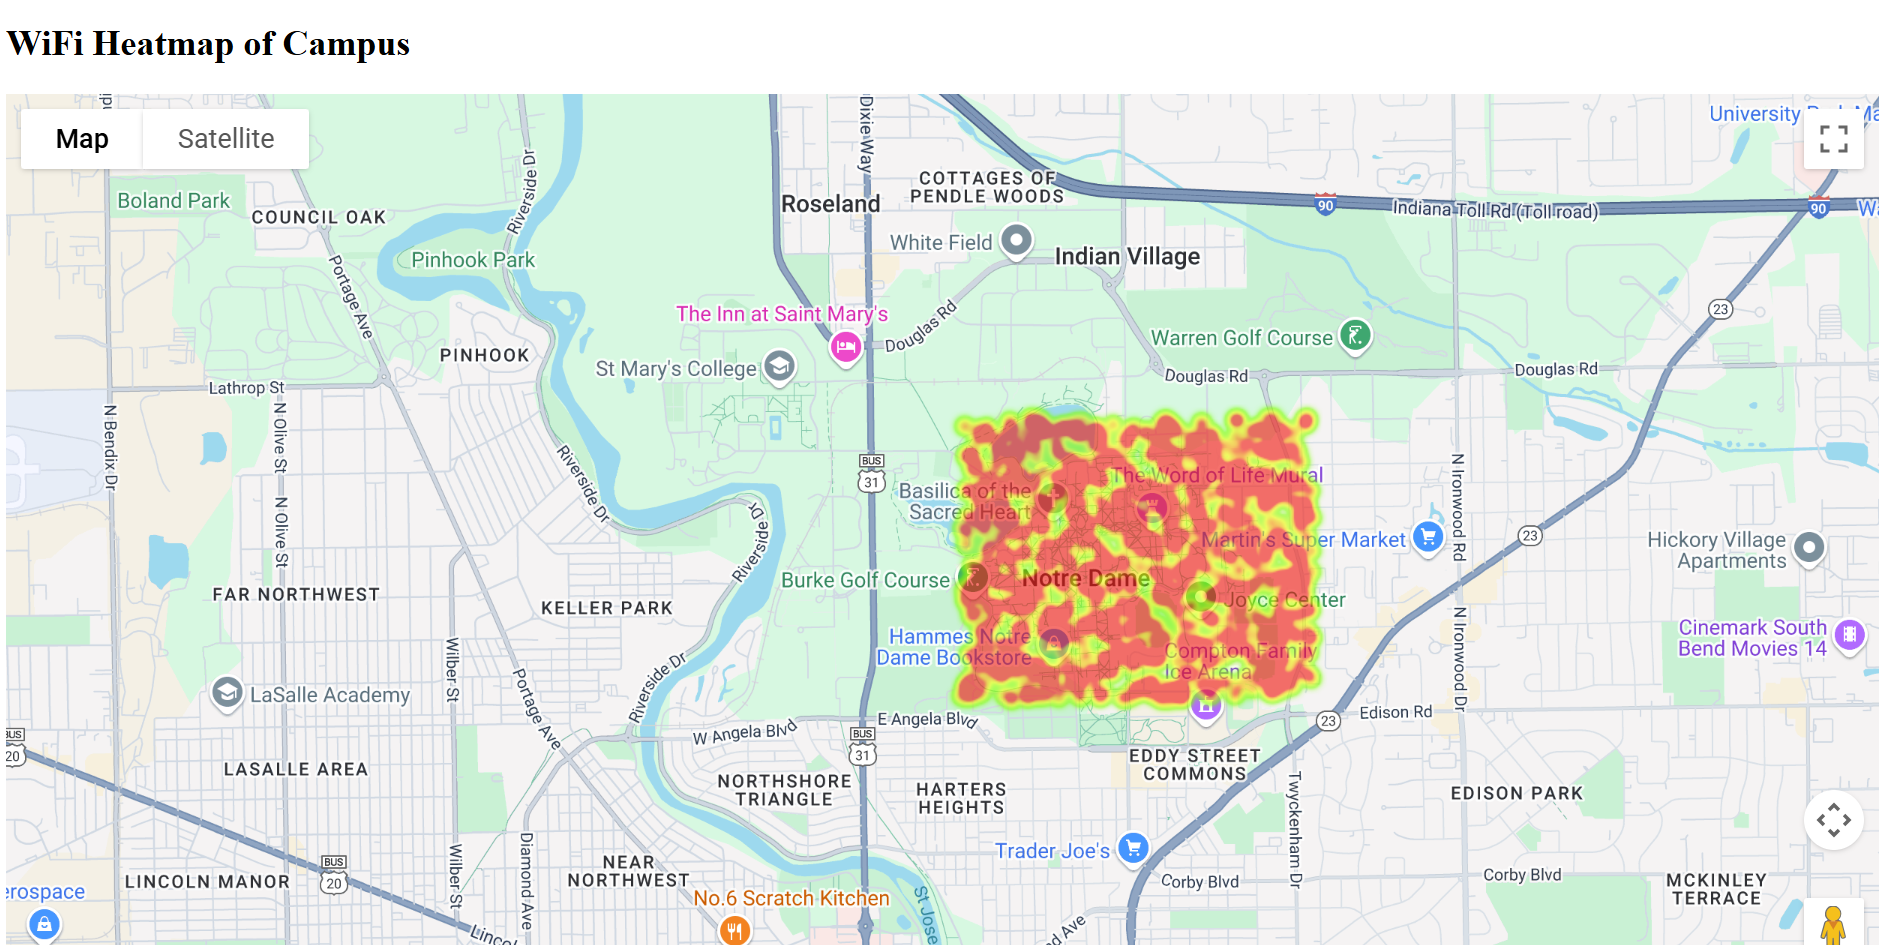 WiFi Heatmap of Campus
Map
Satellite
Dixie Way
University
Riverside Dr
COTTAGES OF
PENDLE WOODS
Boland Park
COUNCIL OAK
Roseland
90
Indiana Toll Rd (Toll road)
90
White Field
Indian Village
Pinhook Park
Portage Ave
The Inn at Saint Mary's
Douglas Rd
23
Warren Golf Course
PINHOOK
St Mary's College
Lathrop St
Douglas Rd
Douglas Rd
N Bendix Dr
N Olive St
BUS
31
Riverside Dr
Basilica of the
Sacred Heart
The Word of Life Mural
N Ironwood Rd
N Olive St
Riverside Dr
Martin's Super Market
23
Hickory Village
Apartments
Burke Golf Course
Notre Dame
Joyce Center
FAR NORTHWEST
KELLER PARK
Hammes Notre
Dame Bookstore
Compton Family
Ice Arena
N Ironwood Dr
Cinemark South
Bend Movies 14
Wilber St
LaSalle Academy
Portage Ave
Riverside Dr
E Angela Blvd
W Angela Blvd
23
Edison Rd
BUS
20
BUS
31
LASALLE AREA
NORTHSHORE
TRIANGLE
HARTERS
HEIGHTS
EDDY STREET
COMMONS
Twyckenham Dr
EDISON PARK
Diamond Ave
Wilber St
Trader Joe's
BUS
20
NEAR
NORTHWEST
LINCOLN MANOR
Corby Blvd
Corby Blvd
MCKINLEY
TERRACE
erospace
No.6 Scratch Kitchen
St Jose
Lincol
d Ave